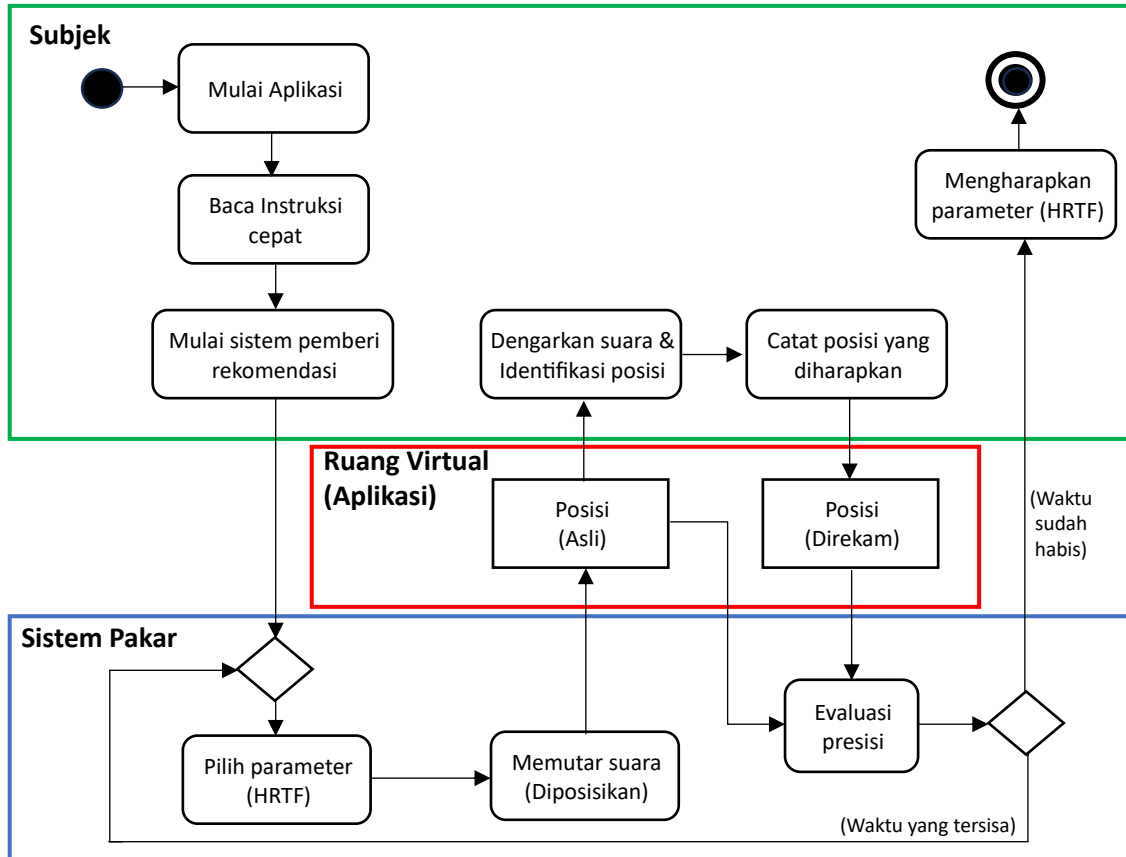 Subjek
Mulai Aplikasi
Baca Instruksi
cepat
Mulai sistem pemberi
rekomendasi
Dengarkan suara &
Identifikasi posisi
Catat posisi yang
diharapkan
Mengharapkan
parameter (HRTF)
Ruang Virtual
(Aplikasi)
Posisi
(Asli)
Posisi
(Direkam)
(Waktu
sudah
habis)
Sistem Pakar
Pilih parameter
(HRTF)
Memutar suara
(Diposisikan)
Evaluasi
presisi
(Waktu yang tersisa)